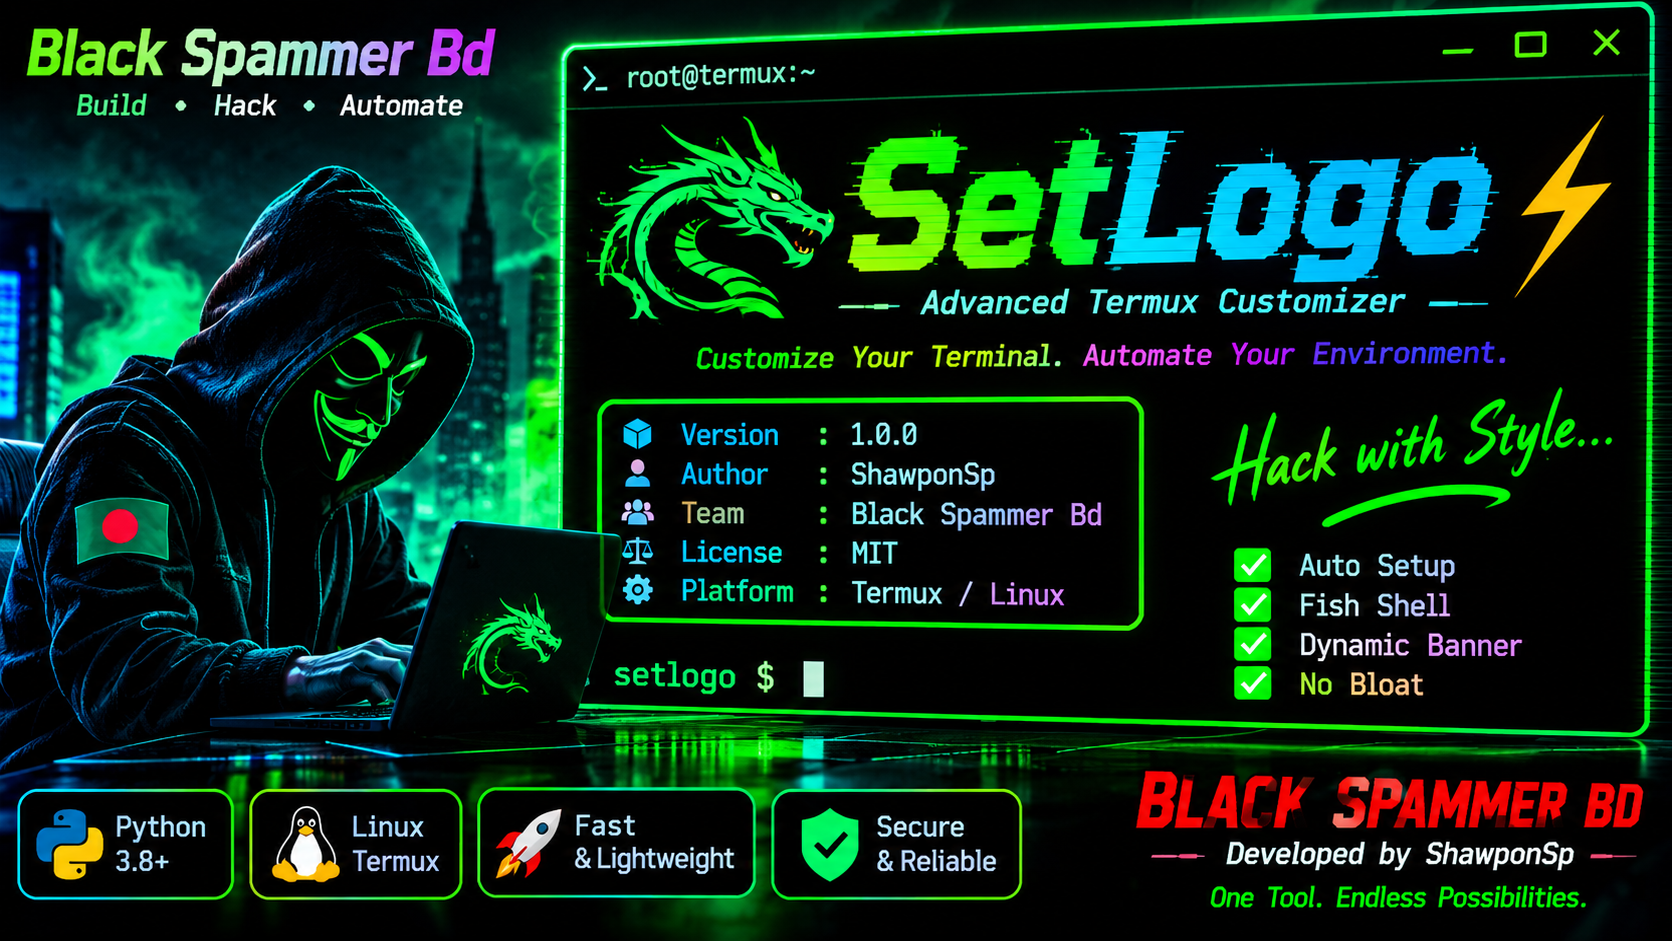 Black Spammer Bd
Build • Hack • Automate
>_ root@termux:~
SetLogo
Advanced Termux Customizer
Customize Your Terminal. Automate Your Environment.
Version : 1.0.0
Author : ShawponSp
Team : Black Spammer Bd
License : MIT
Platform : Termux / Linux
Hack with Style...
Auto Setup
Fish Shell
Dynamic Banner
No Bloat
setlogo $
Python
3.8+
Linux
Termux
Fast
& Lightweight
Secure
& Reliable
BLACK SPAMMER BD
Developed by ShawponSp
One Tool. Endless Possibilities.